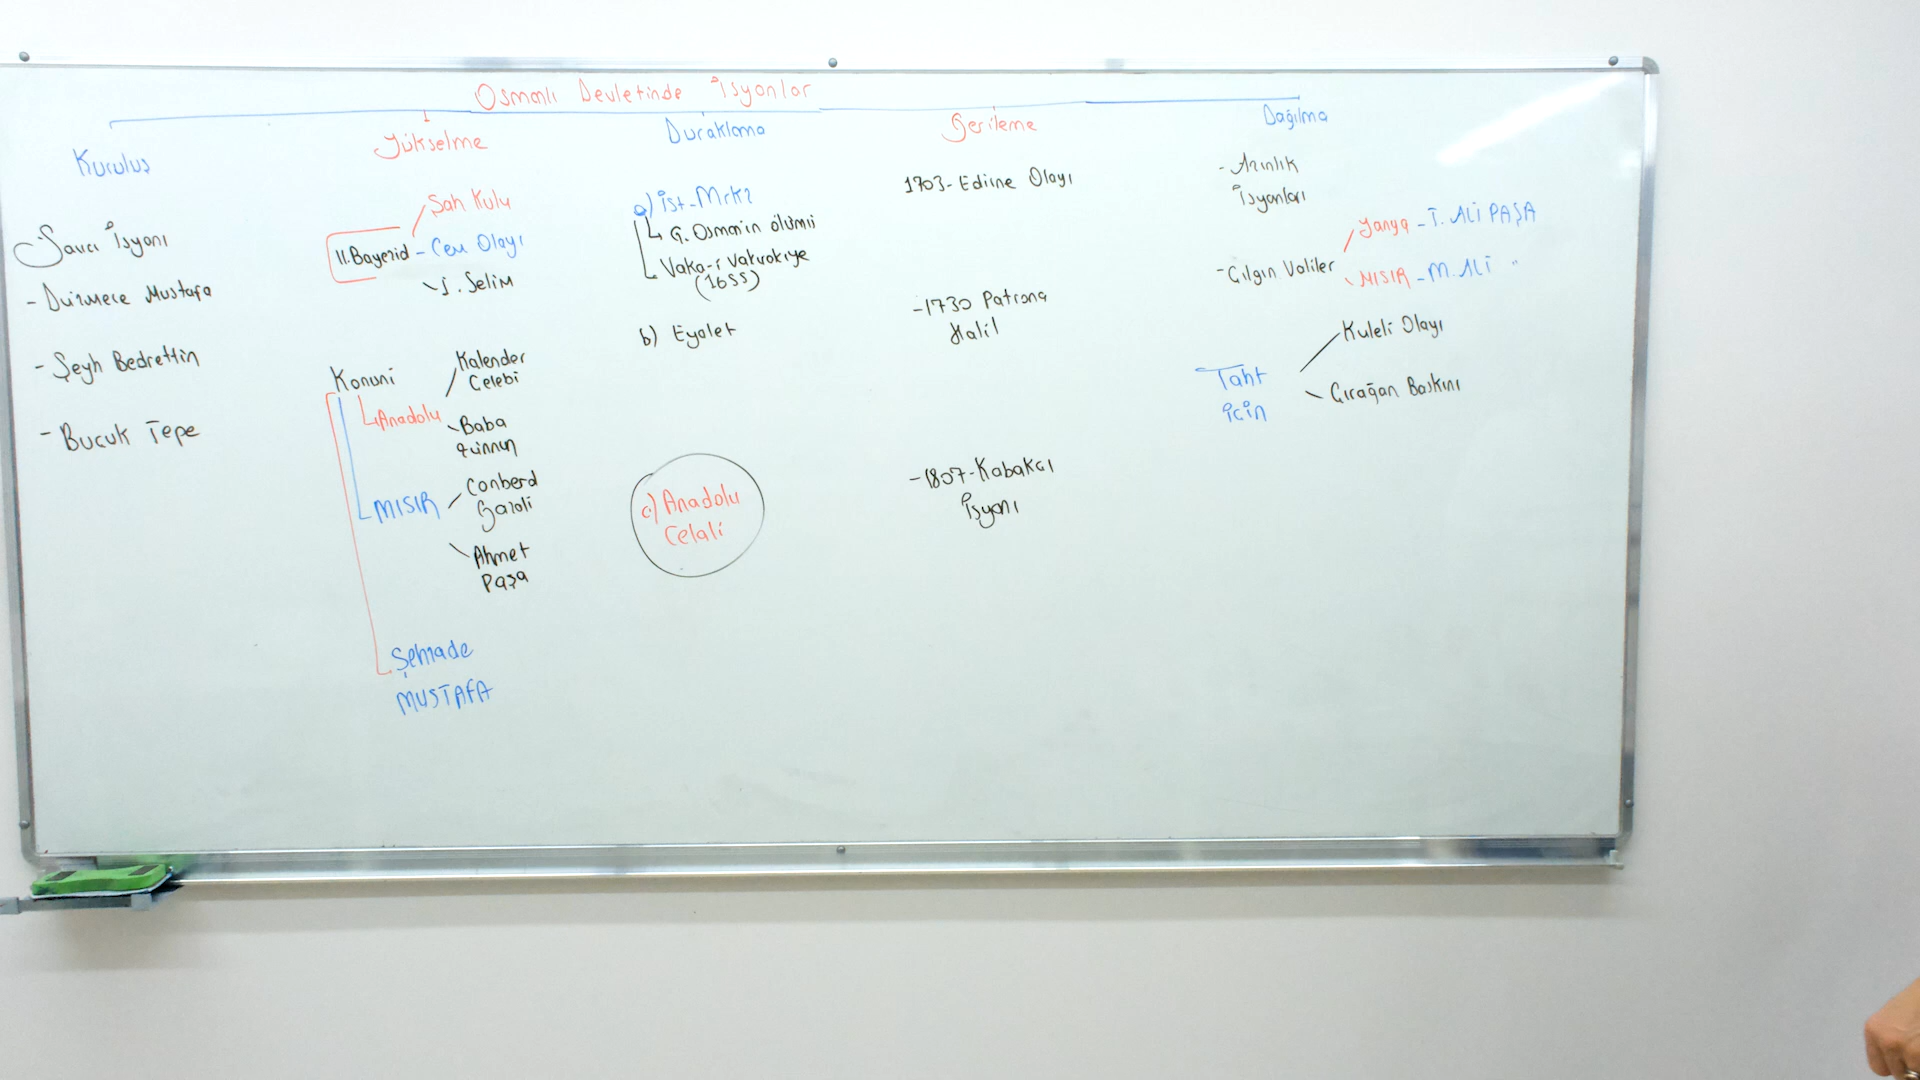 Osmanlı Devletinde İsyanlar
Kuruluş
Savcı İsyanı
- Düzmece Mustafa
- Şeyh Bedrettin
- Bucuk Tepe
Yükselme
II. Bayezid
Şah Kulu
- Cem Olayı
I. Selim
Kanuni
Anadolu
Kalender
Çelebi
Baba
Zünnun
MISIR
Canberd
Gazali
Ahmet
Paşa
Şehzade
MUSTAFA
Duraklama
a) İst-Mrkz
G. Osman'ın ölümü
Vaka-i Vakvakiye
(1655)
b) Eyalet
c) Anadolu
Celali
Gerileme
1703- Edirne Olayı
-1730 Patrona
Halil
-1807-Kabakcı
İsyanı
Dağılma
- Azınlık
İsyanları
- Çılgın Valiler
Yanya - T. ALİ PAŞA
MISIR - M. ALİ "
Taht
için
Kuleli Olayı
Çırağan Baskını